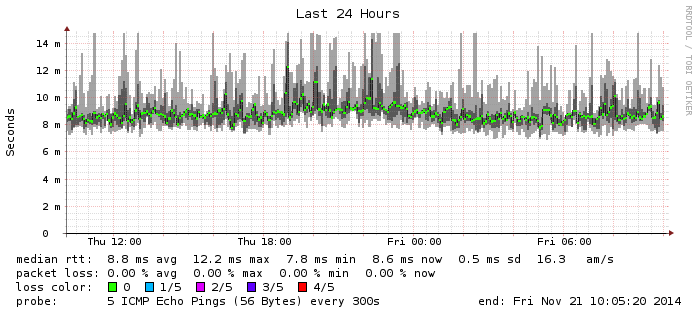 Last 24 Hours
RRDTOOL / TOBI OETIKER
Seconds
14 m
12 m
10 m
8 m
6 m
4 m
2 m
0
Thu 12:00 Thu 18:00 Fri 00:00 Fri 06:00
median rtt: 8.8 ms avg 12.2 ms max 7.8 ms min 8.6 ms now 0.5 ms sd 16.3 am/s
packet loss: 0.00 % avg 0.00 % max 0.00 % min 0.00 % now
loss color: 0 1/5 2/5 3/5 4/5
probe: 5 ICMP Echo Pings (56 Bytes) every 300s end: Fri Nov 21 10:05:20 2014